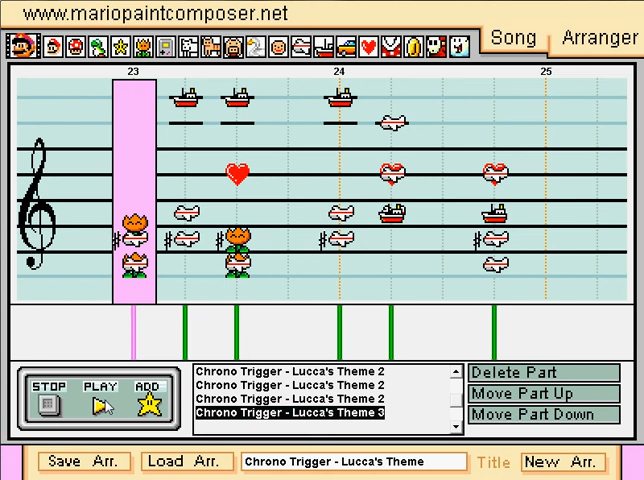 www.mariopaintcomposer.net
Song
Arranger
23
24
25
STOP
PLAY
ADD
Chrono Trigger - Lucca's Theme 2
Chrono Trigger - Lucca's Theme 2
Chrono Trigger - Lucca's Theme 2
Chrono Trigger - Lucca's Theme 3
Delete Part
Move Part Up
Move Part Down
Save Arr.
Load Arr.
Chrono Trigger - Lucca's Theme
Title
New Arr.